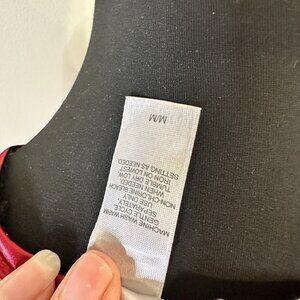 M/M
MACHINE WASH WARM
GENTLE CYCLE.
SEPARATELY.
USE ONLY
NON-CHLORINE BLEACH
WHEN NEEDED.
TUMBLE DRY LOW.
IRON ON LOWEST
SETTING AS NEEDED.